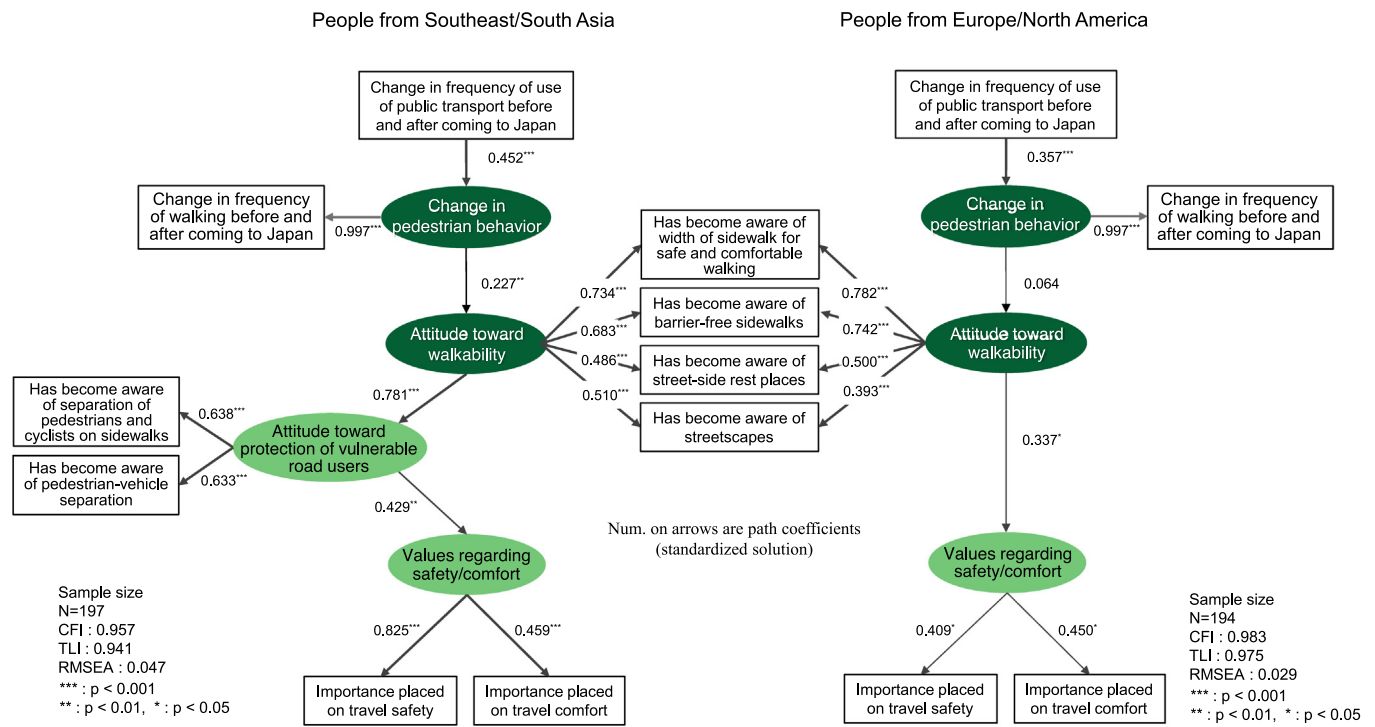 People from Southeast/South Asia
People from Europe/North America
Change in frequency of use
of public transport before
and after coming to Japan
0.452***
Change in frequency
of walking before and
after coming to Japan
0.997***
Change in
pedestrian behavior
0.227**
Attitude toward
walkability
0.734***
0.683***
0.486***
0.510***
Has become aware of
width of sidewalk for
safe and comfortable
walking
Has become aware of
barrier-free sidewalks
Has become aware of
street-side rest places
Has become aware of
streetscapes
0.782***
0.742***
0.500***
0.393***
Change in frequency of use
of public transport before
and after coming to Japan
0.357***
Change in
pedestrian behavior
0.997***
Change in frequency
of walking before and
after coming to Japan
0.064
Attitude toward
walkability
0.781***
Has become aware
of separation of
pedestrians and
cyclists on sidewalks
0.638***
Has become aware
of pedestrian-vehicle
separation
0.633***
Attitude toward
protection of vulnerable
road users
0.429**
0.337*
Num. on arrows are path coefficients
(standardized solution)
Values regarding
safety/comfort
0.825***
0.459***
Importance placed
on travel safety
Importance placed
on travel comfort
Values regarding
safety/comfort
0.409*
0.450*
Importance placed
on travel safety
Importance placed
on travel comfort
Sample size
N=197
CFI : 0.957
TLI : 0.941
RMSEA : 0.047
*** : p < 0.001
** : p < 0.01, * : p < 0.05
Sample size
N=194
CFI : 0.983
TLI : 0.975
RMSEA : 0.029
*** : p < 0.001
** : p < 0.01, * : p < 0.05